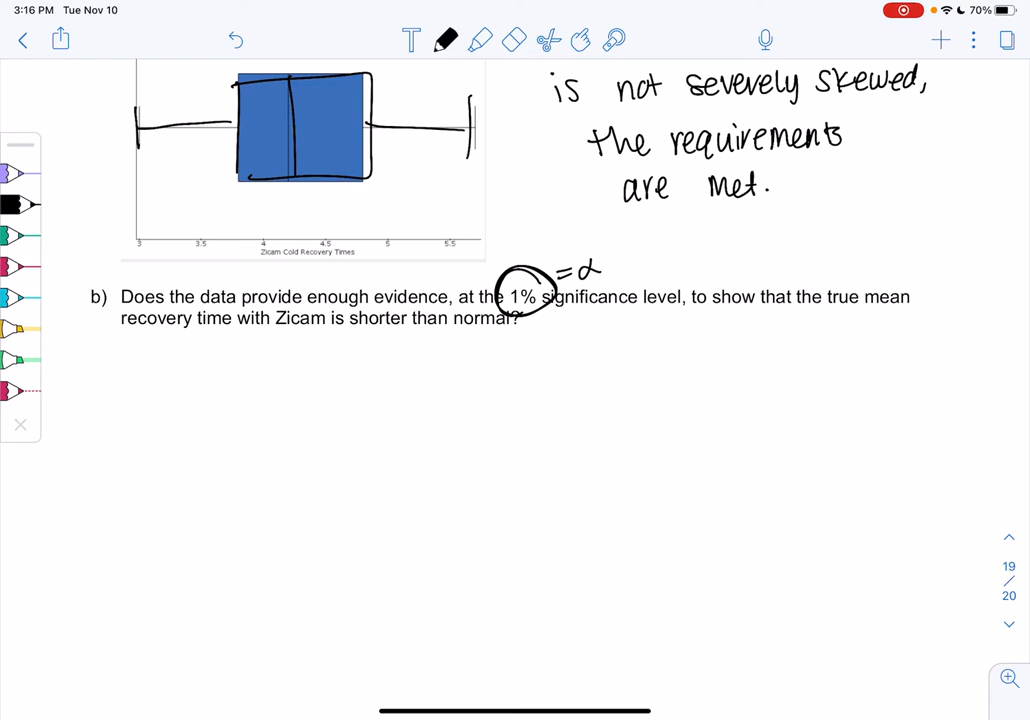 3:16 PM Tue Nov 10
70%
T
is not severely skewed,
the requirements
are met.
3 3.5 4 4.5 5 5.5
Zicam Cold Recovery Times
= α
b) Does the data provide enough evidence, at the 1% significance level, to show that the true mean
recovery time with Zicam is shorter than normal?
19
/
20